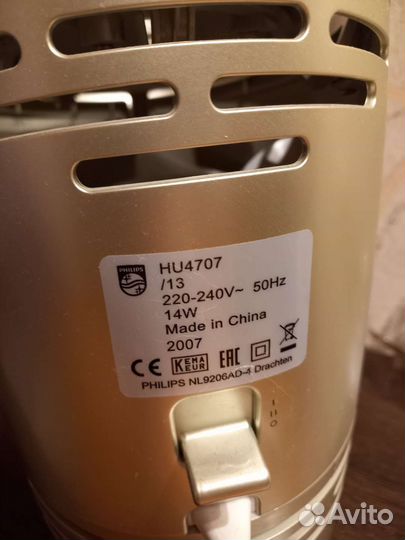 HU4707
/13
220-240V~ 50Hz
14W
Made in China
2007
PHILIPS
CE KEMA KEUR EAC
PHILIPS NL9206AD-4 Drachten
I II O
Avito